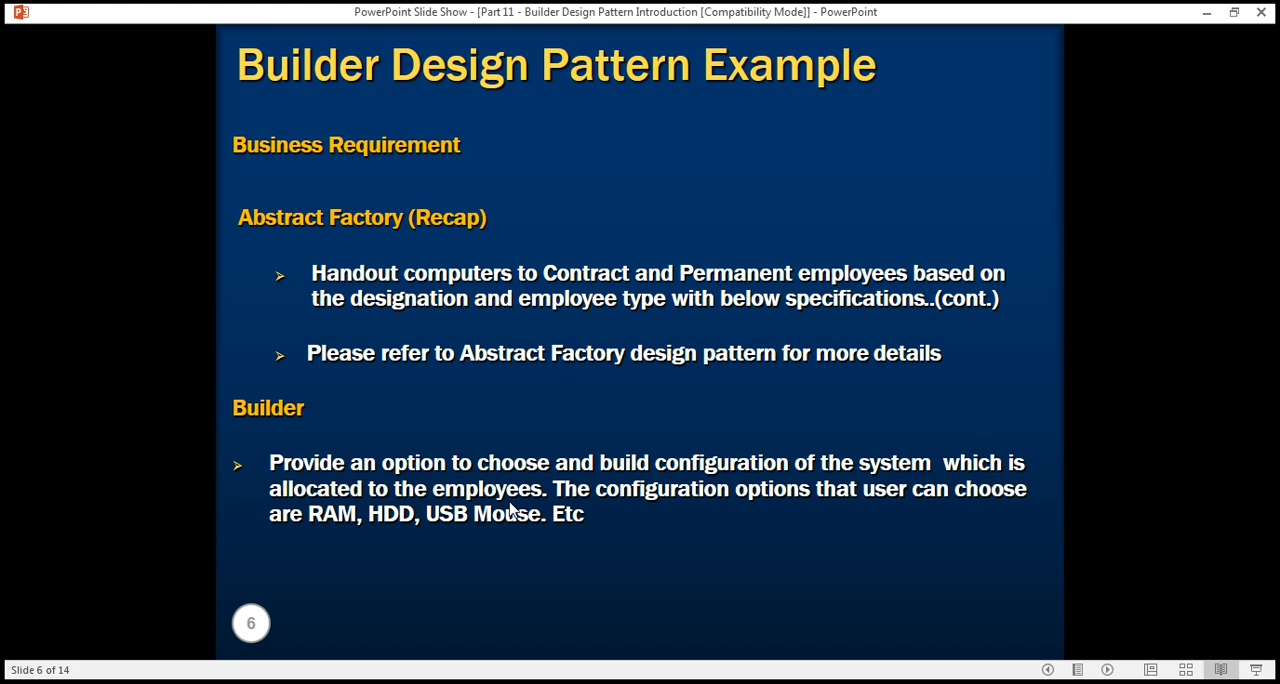 PowerPoint Slide Show - [Part 11 - Builder Design Pattern Introduction [Compatibility Mode]] - PowerPoint
Builder Design Pattern Example
Business Requirement
Abstract Factory (Recap)
Handout computers to Contract and Permanent employees based on
the designation and employee type with below specifications..(cont.)
Please refer to Abstract Factory design pattern for more details
Builder
Provide an option to choose and build configuration of the system which is
allocated to the employees. The configuration options that user can choose
are RAM, HDD, USB Mouse. Etc
6
Slide 6 of 14